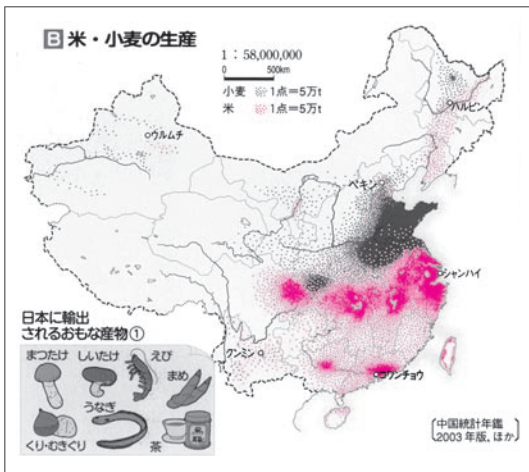 B 米・小麦の生産
1：58,000,000
0 500km
小麦 1点＝5万t
米 1点＝5万t
ハルビン
ウルムチ
ペキン
シャンハイ
クンミン
コワンチョウ
日本に輸出
されるおもな産物①
まつたけ
しいたけ
えび
まめ
うなぎ
くり・むきぐり
茶
中国統計年鑑
2003年版、ほか